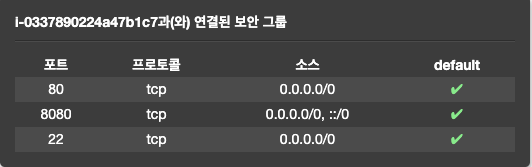 i-0337890224a47b1c7과(와) 연결된 보안 그룹
포트 프로토콜 소스 default
80 tcp 0.0.0.0/0 ✔
8080 tcp 0.0.0.0/0, ::/0 ✔
22 tcp 0.0.0.0/0 ✔